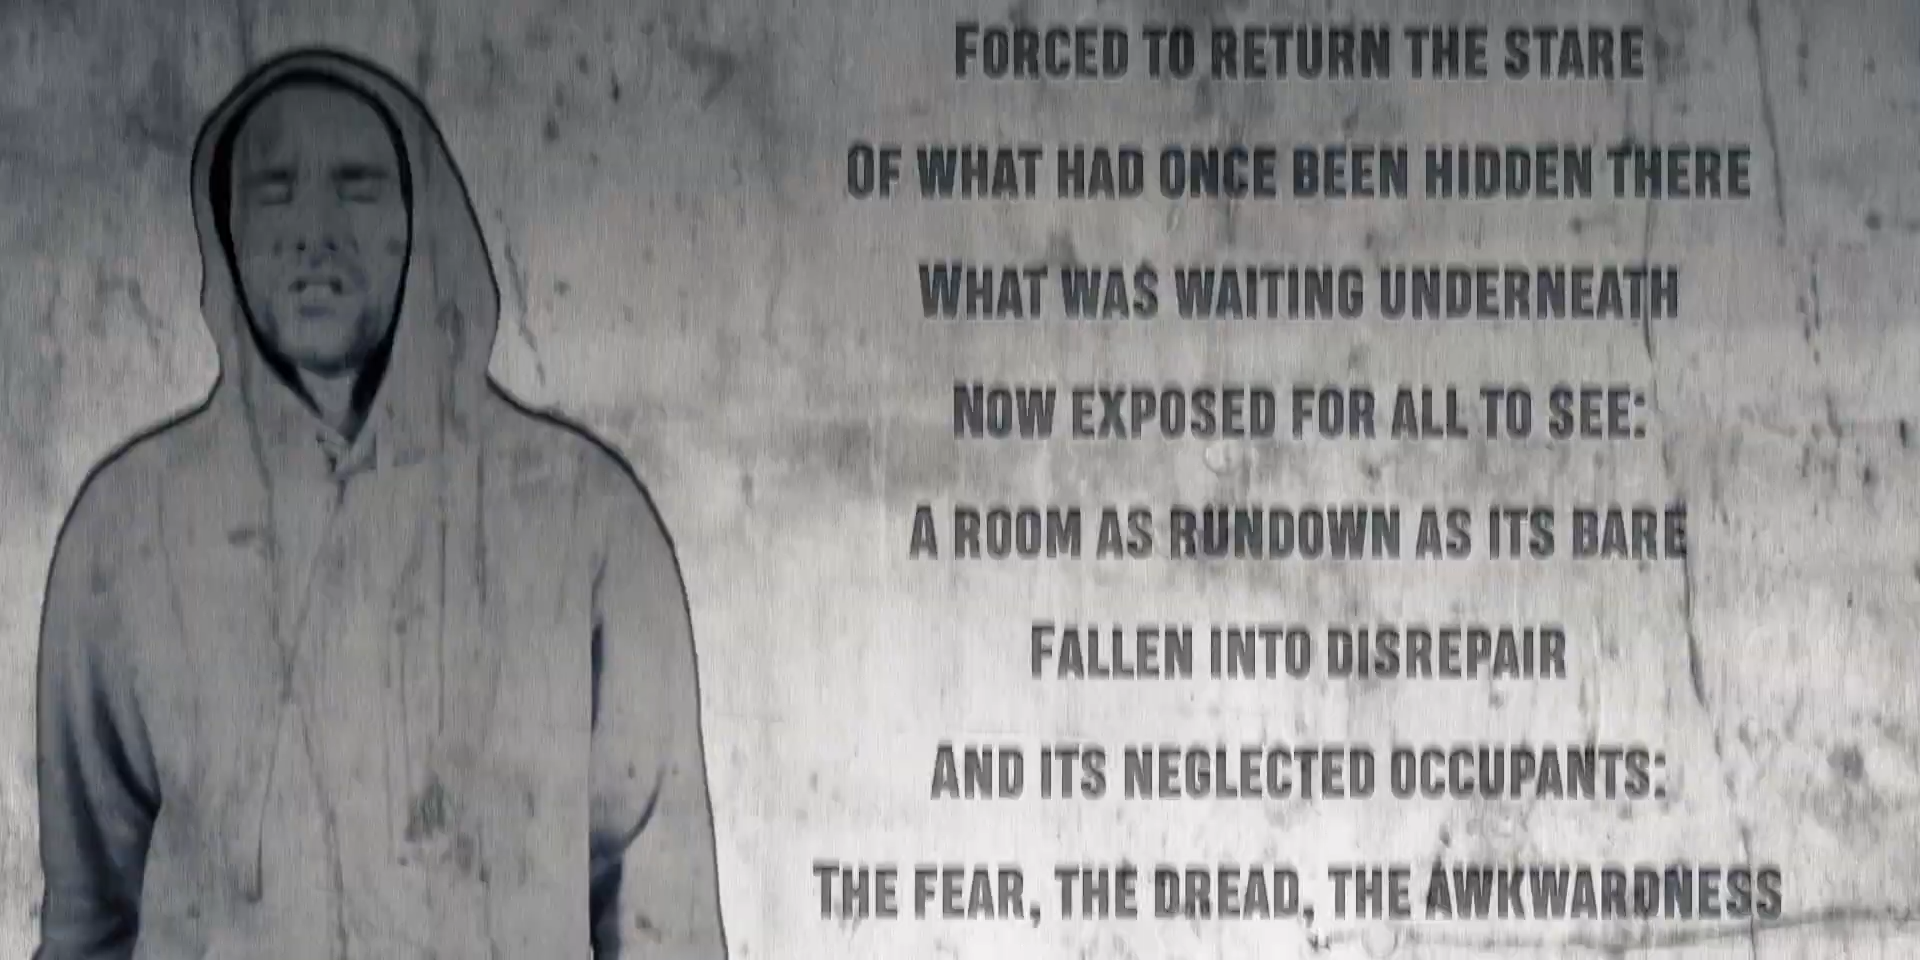 Forced to return the stare
Of what had once been hidden there
What was waiting underneath
Now exposed for all to see:
A room as rundown as its bare
Fallen into disrepair
And its neglected occupants:
The fear, the dread, the awkwardness